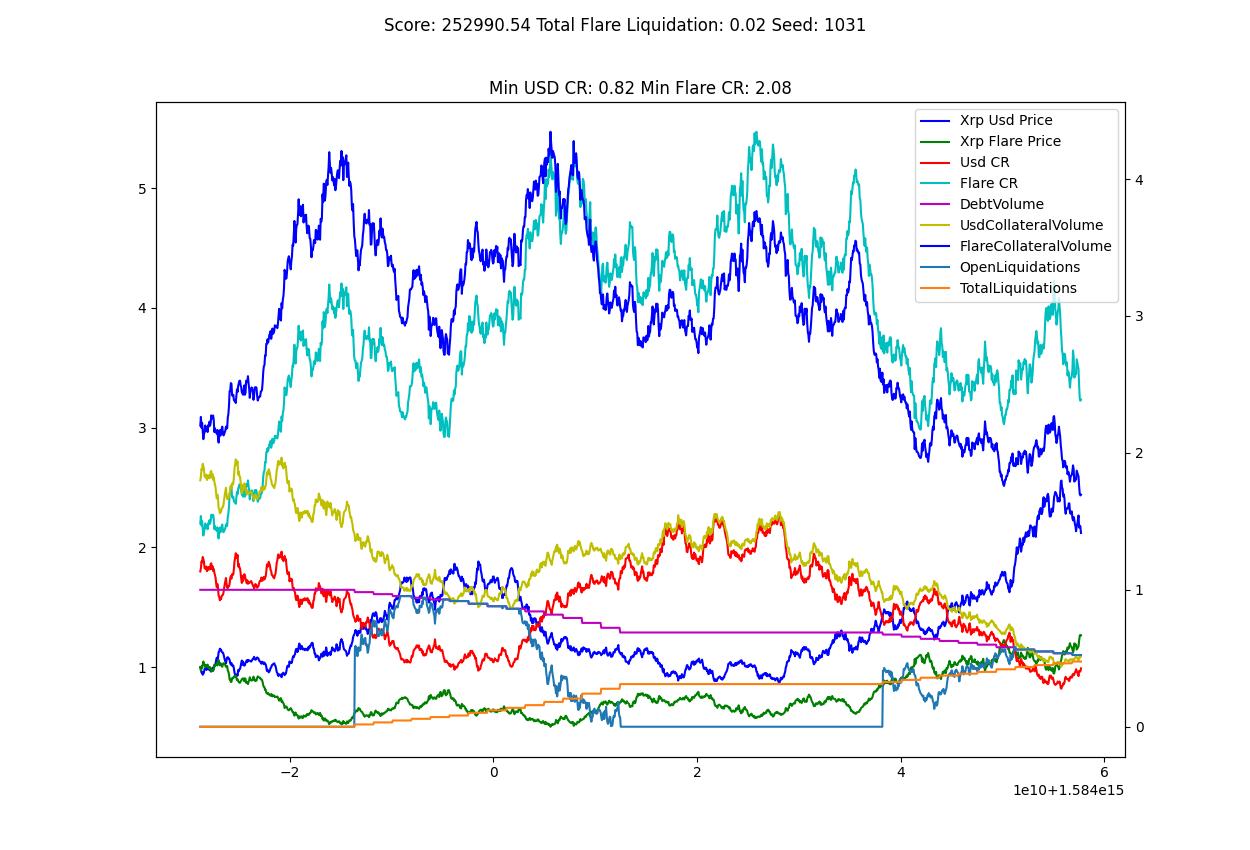 Score: 252990.54 Total Flare Liquidation: 0.02 Seed: 1031
Min USD CR: 0.82 Min Flare CR: 2.08
Xrp Usd Price
Xrp Flare Price
Usd CR
Flare CR
DebtVolume
UsdCollateralVolume
FlareCollateralVolume
OpenLiquidations
TotalLiquidations
5
4
3
2
1
4
3
2
1
0
−2
0
2
4
6
1e10+1.584e15